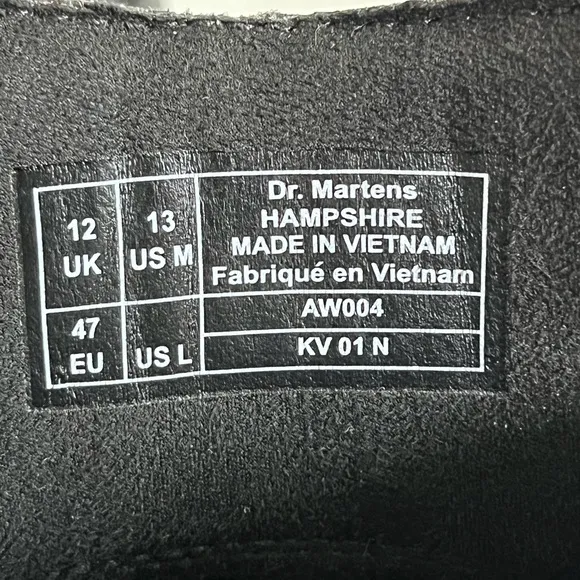 12
UK
13
US M
47
EU
US L
Dr. Martens
HAMPSHIRE
MADE IN VIETNAM
Fabriqué en Vietnam
AW004
KV 01 N